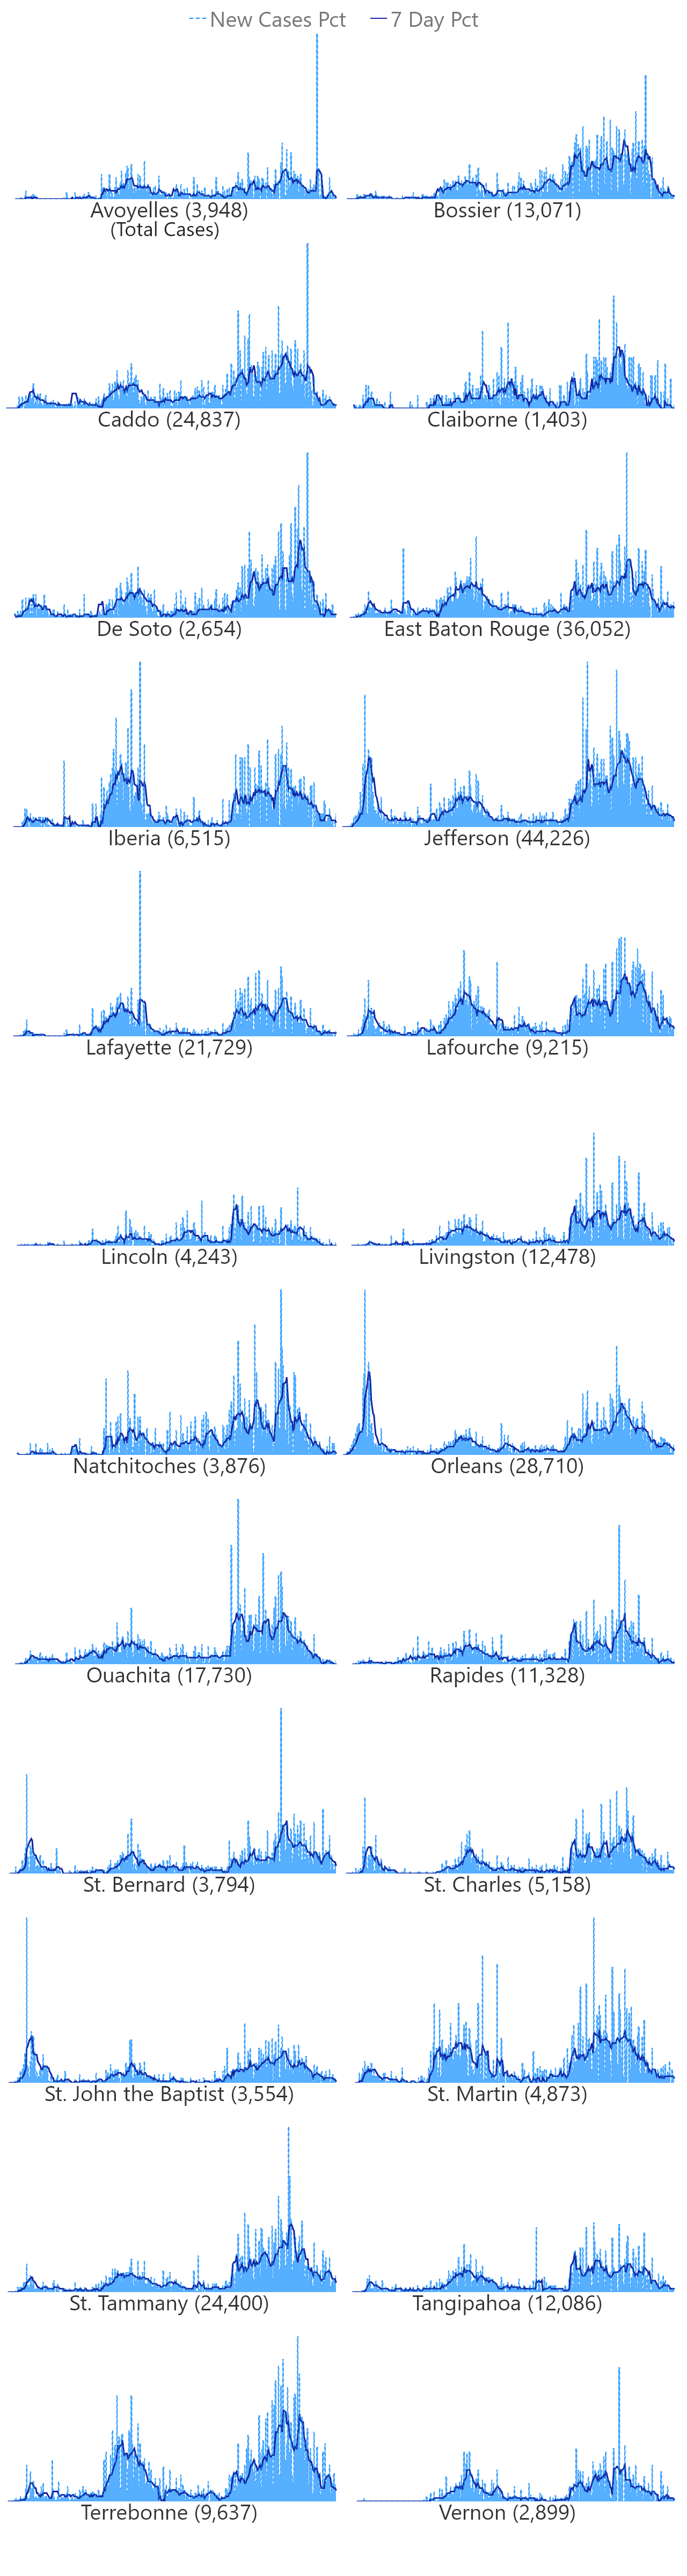 New Cases Pct 7 Day Pct
Avoyelles (3,948) Bossier (13,071)
(Total Cases)
Caddo (24,837) Claiborne (1,403)
De Soto (2,654) East Baton Rouge (36,052)
Iberia (6,515) Jefferson (44,226)
Lafayette (21,729) Lafourche (9,215)
Lincoln (4,243) Livingston (12,478)
Natchitoches (3,876) Orleans (28,710)
Ouachita (17,730) Rapides (11,328)
St. Bernard (3,794) St. Charles (5,158)
St. John the Baptist (3,554) St. Martin (4,873)
St. Tammany (24,400) Tangipahoa (12,086)
Terrebonne (9,637) Vernon (2,899)